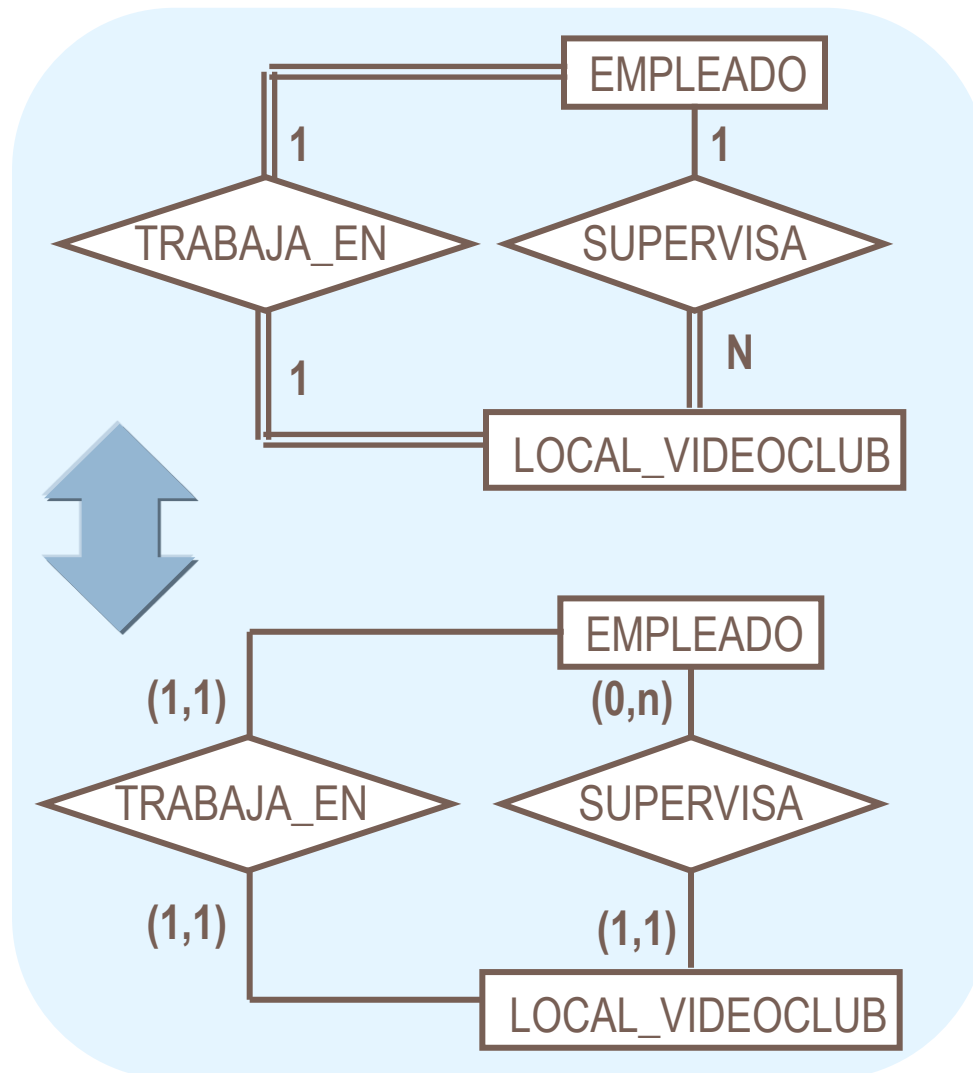 EMPLEADO
1
1
TRABAJA_EN
SUPERVISA
1
N
LOCAL_VIDEOCLUB
EMPLEADO
(1,1)
(0,n)
TRABAJA_EN
SUPERVISA
(1,1)
(1,1)
LOCAL_VIDEOCLUB